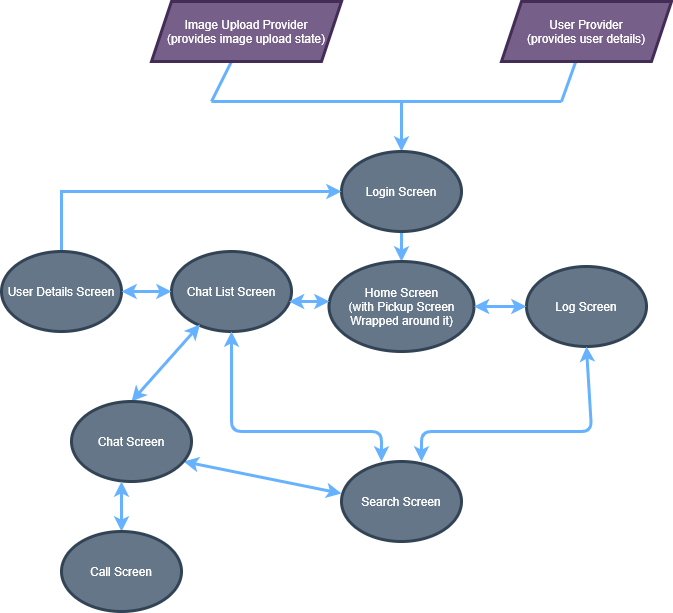 Image Upload Provider
(provides image upload state)
User Provider
(provides user details)
Login Screen
User Details Screen
Chat List Screen
Home Screen
(with Pickup Screen
Wrapped around it)
Log Screen
Chat Screen
Search Screen
Call Screen